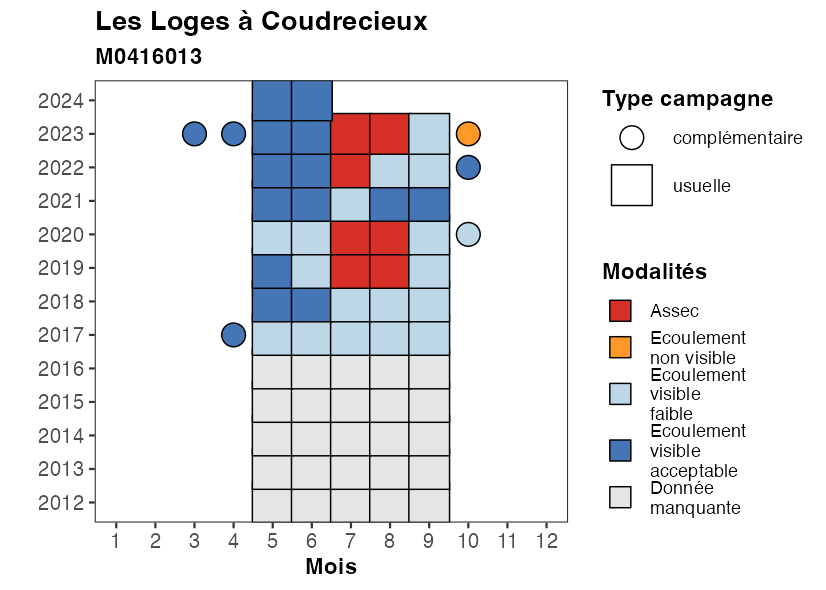 Les Loges à Coudrecieux
M0416013
2024
2023
2022
2021
2020
2019
2018
2017
2016
2015
2014
2013
2012
1 2 3 4 5 6 7 8 9 10 11 12
Mois
Type campagne
complémentaire
usuelle
Modalités
Assec
Ecoulement
non visible
Ecoulement
visible
faible
Ecoulement
visible
acceptable
Donnée
manquante